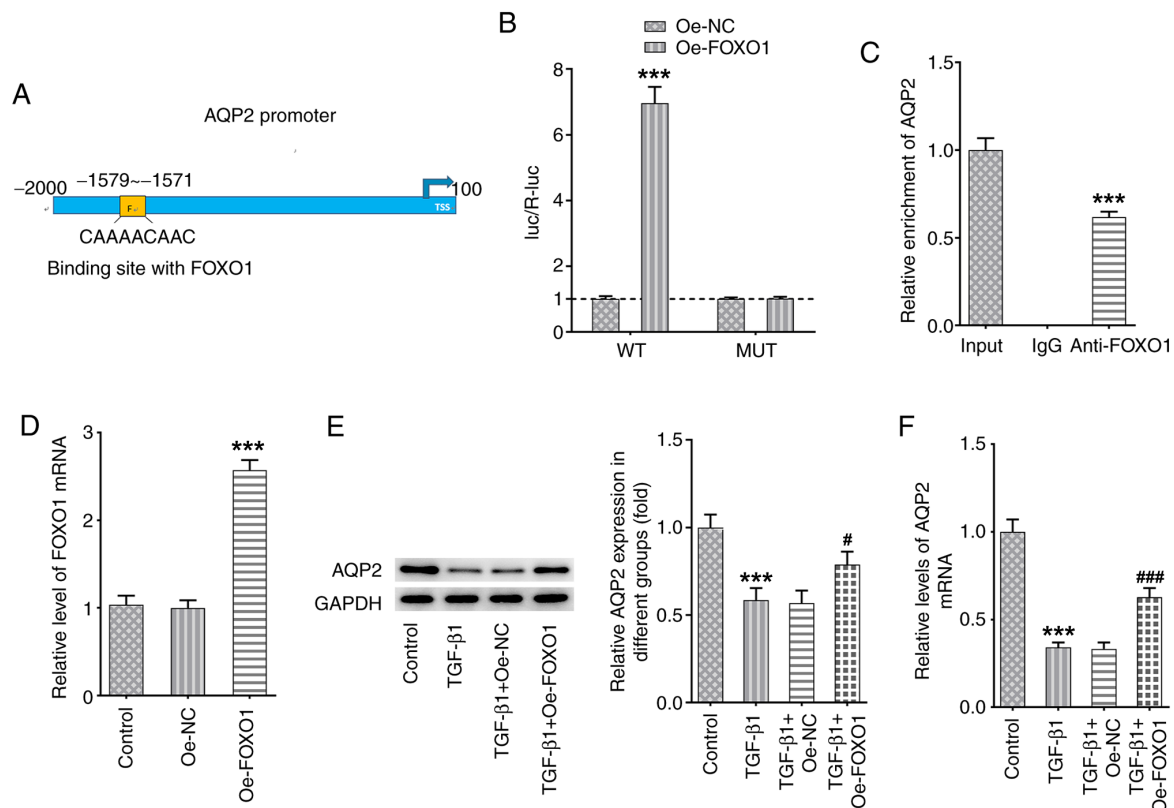 A
AQP2 promoter
−2000
−1579~−1571
100
F
TSS
CAAAACAAC
Binding site with FOXO1
B
Oe-NC
Oe-FOXO1
luc/R-luc
8
6
4
2
1
0
***
WT
MUT
C
Relative enrichment of AQP2
1.5
1.0
0.5
0.0
***
Input
IgG
Anti-FOXO1
D
Relative level of FOXO1 mRNA
3
2
1
0
***
Control
Oe-NC
Oe-FOXO1
E
AQP2
GAPDH
Control
TGF-β1
TGF-β1+Oe-NC
TGF-β1+Oe-FOXO1
Relative AQP2 expression in
different groups (fold)
1.5
1.0
0.5
0.0
***
#
Control
TGF-β1
TGF-β1+
Oe-NC
TGF-β1+
Oe-FOXO1
F
Relative levels of AQP2
mRNA
1.5
1.0
0.5
0.0
***
###
Control
TGF-β1
TGF-β1+
Oe-NC
TGF-β1+
Oe-FOXO1